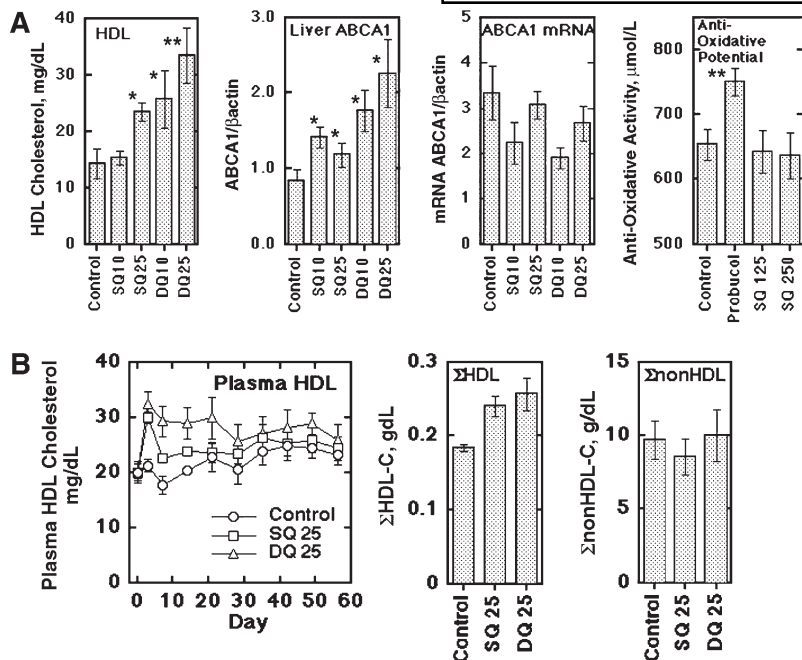 A
HDL
HDL Cholesterol, mg/dL
40
30
20
10
0
**
*
*
Control
SQ10
SQ25
DQ10
DQ25
Liver ABCA1
ABCA1/βactin
3.0
2.0
1.0
0.0
*
*
*
*
Control
SQ10
SQ25
DQ10
DQ25
ABCA1 mRNA
mRNA ABCA1/βactin
5
4
3
2
1
0
Control
SQ10
SQ25
DQ10
DQ25
Anti-
Oxidative
Potential
Anti-Oxidative Activity, μmol/L
800
700
600
500
**
Control
Probucol
SQ 125
SQ 250
B
Plasma HDL
Plasma HDL Cholesterol
mg/dL
40
30
20
10
0
Control
SQ 25
DQ 25
0 10 20 30 40 50 60
Day
ΣHDL
ΣHDL-C, gdL
0.3
0.2
0.1
0
Control
SQ 25
DQ 25
ΣnonHDL
ΣnonHDL-C, g/dL
15
10
5
0
Control
SQ 25
DQ 25